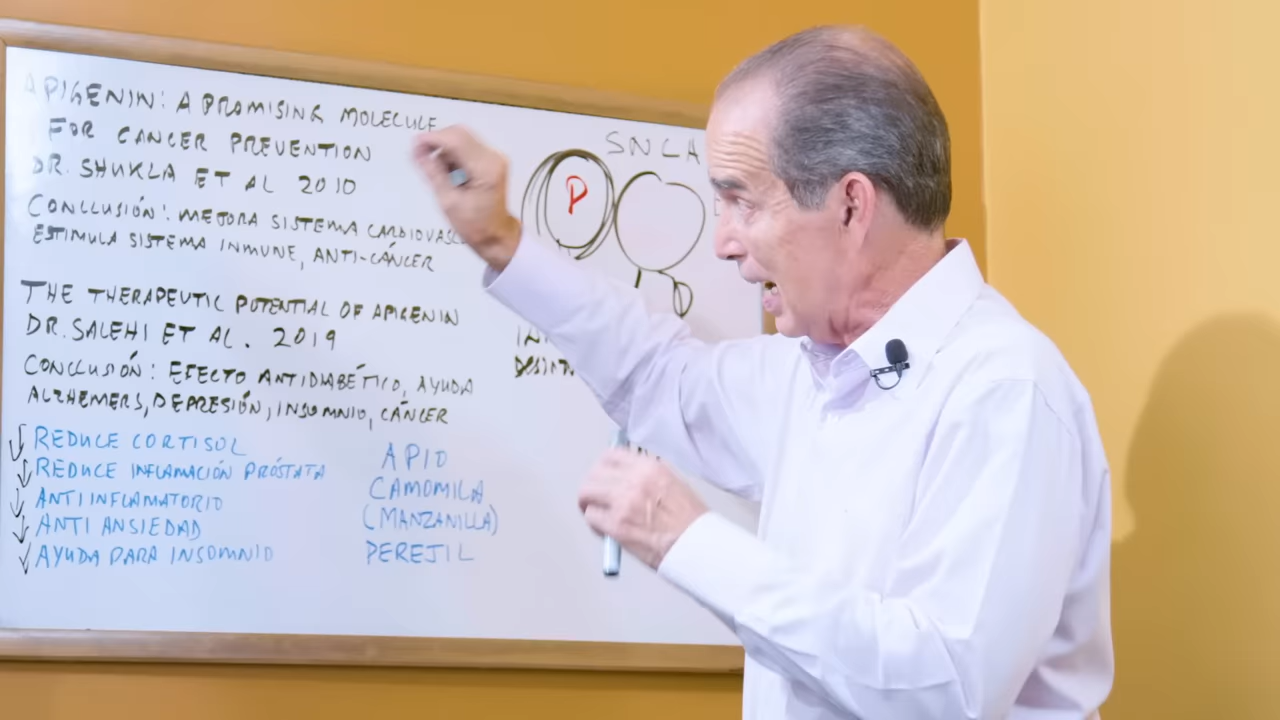 APIGENIN: A PROMISING MOLECULE
FOR CANCER PREVENTION
DR. SHUKLA ET AL 2010
CONCLUSIÓN: MEJORA SISTEMA
ESTIMULA SISTEMA INMUNE, ANTI-CÁNCER
THE THERAPEUTIC POTENTIAL OF APIGENIN
DR. SALEHI ET AL. 2019
CONCLUSIÓN: EFECTO ANTIDIABÉTICO, AYUDA
ALZHEMERS, DEPRESIÓN, INSOMNIO, CÁNCER
REDUCE CORTISOL
REDUCE INFLAMACIÓN PRÓSTATA
ANTIINFLAMATORIO
ANTI ANSIEDAD
AYUDA PARA INSOMNIO
APIO
CAMOMILA
(MANZANILLA)
PEREJIL
SNCA
P